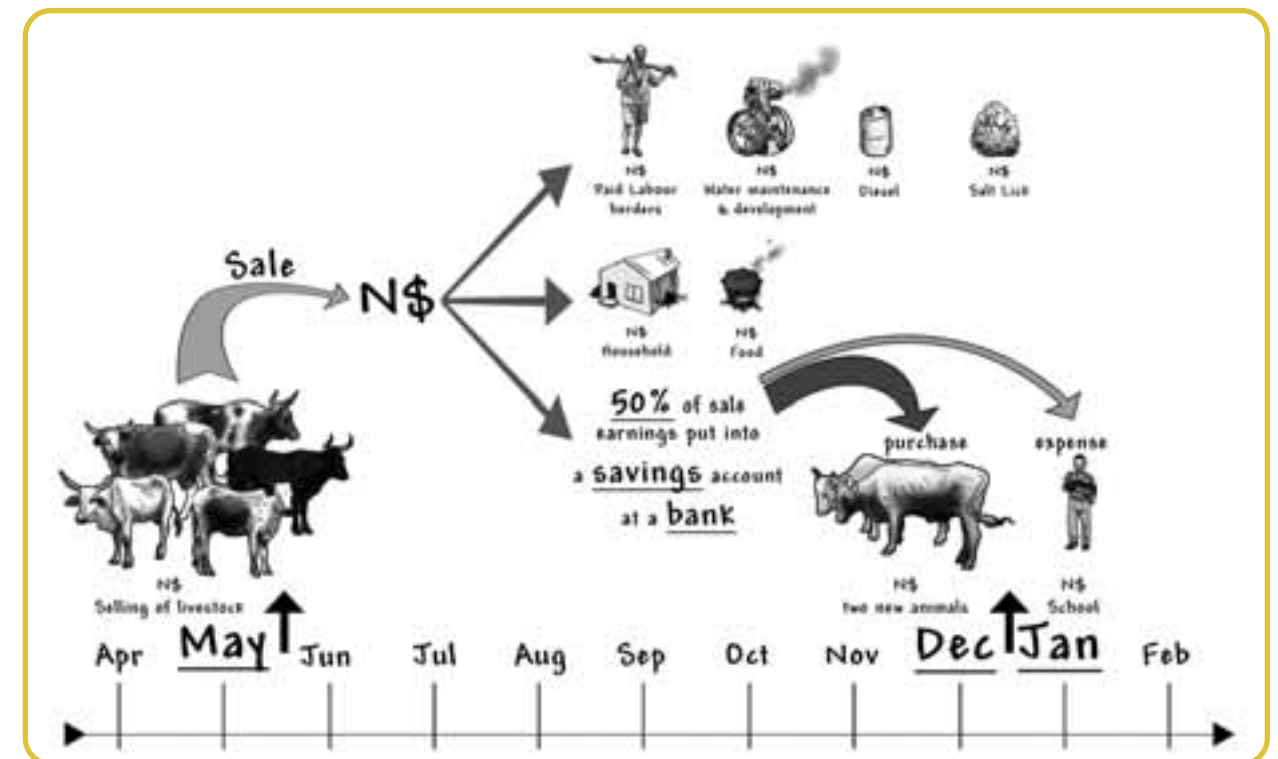 N$
Paid Labour
herders
N$
Water maintenance
& development
N$
Diesel
N$
Salt Lick
Sale
N$
N$
Household
N$
Food
50% of sale
earnings put into
a savings account
at a bank
purchase
expense
N$
Selling of livestock
N$
two new animals
N$
School
Apr
May
Jun
Jul
Aug
Sep
Oct
Nov
Dec
Jan
Feb